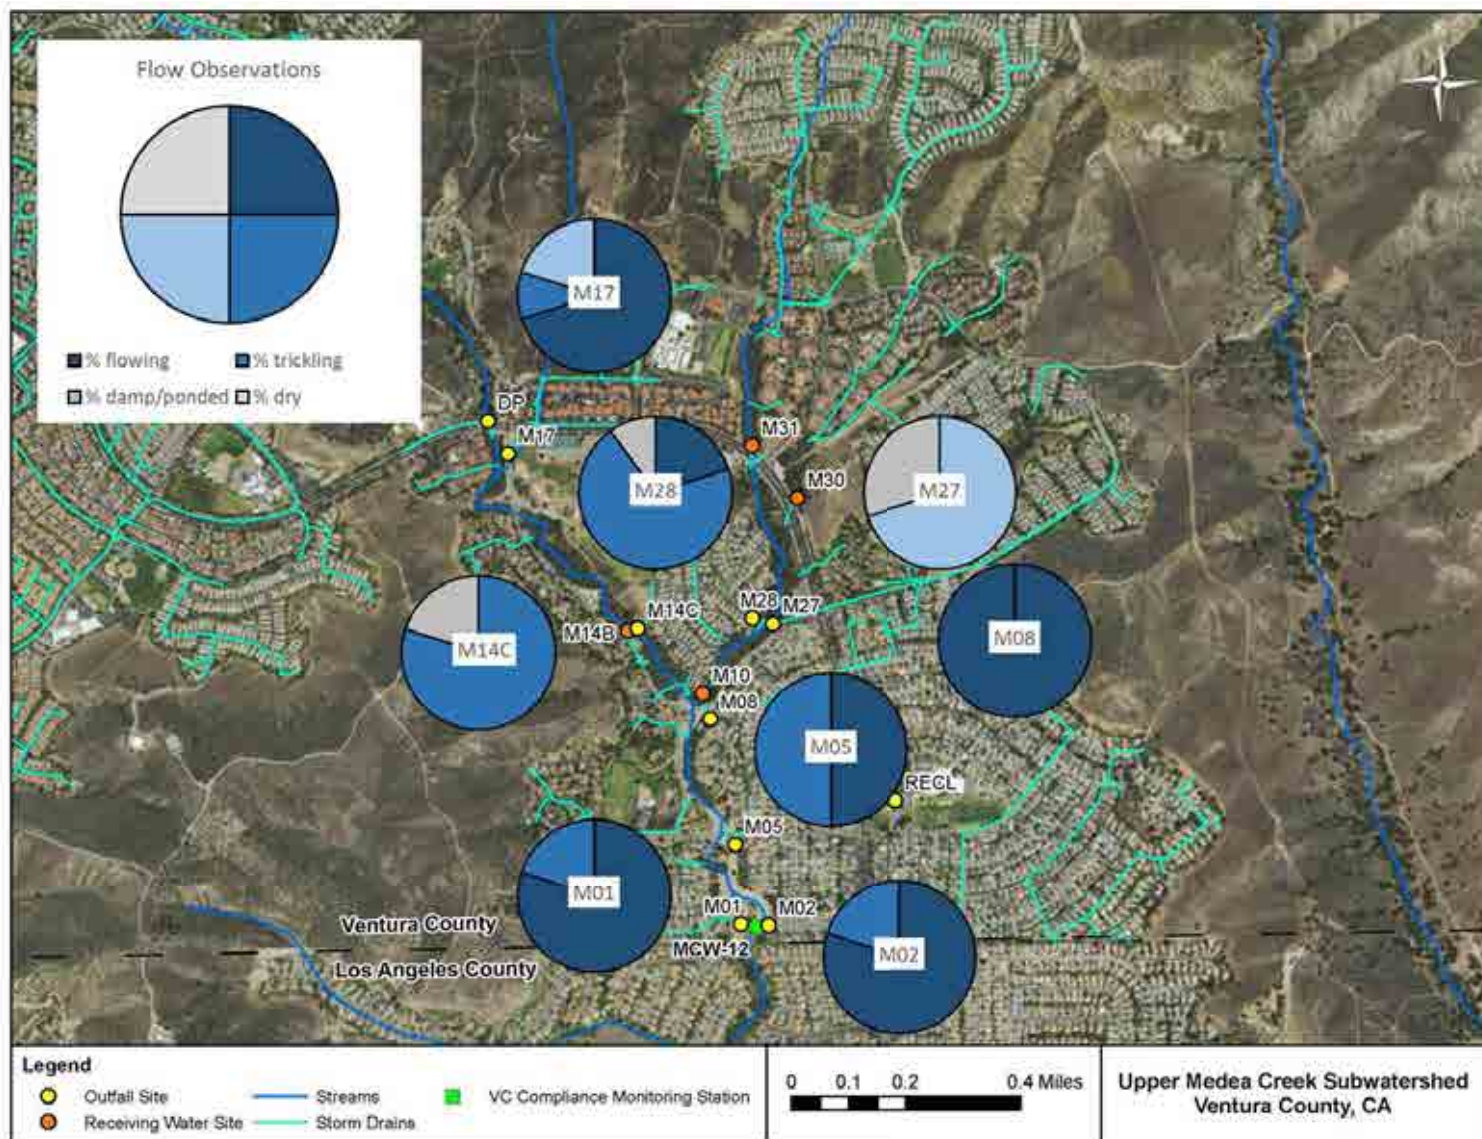 Flow Observations
% flowing
% trickling
% damp/ponded
% dry
M17
DP
M17
M31
M28
M27
M30
M28
M27
M14C
M14B
M14C
M08
M10
M08
M05
RECL
M05
M01
M01
M02
M02
MCW-12
Ventura County
Los Angeles County
Legend
Outfall Site
Streams
VC Compliance Monitoring Station
Receiving Water Site
Storm Drains
0 0.1 0.2 0.4 Miles
Upper Medea Creek Subwatershed
Ventura County, CA